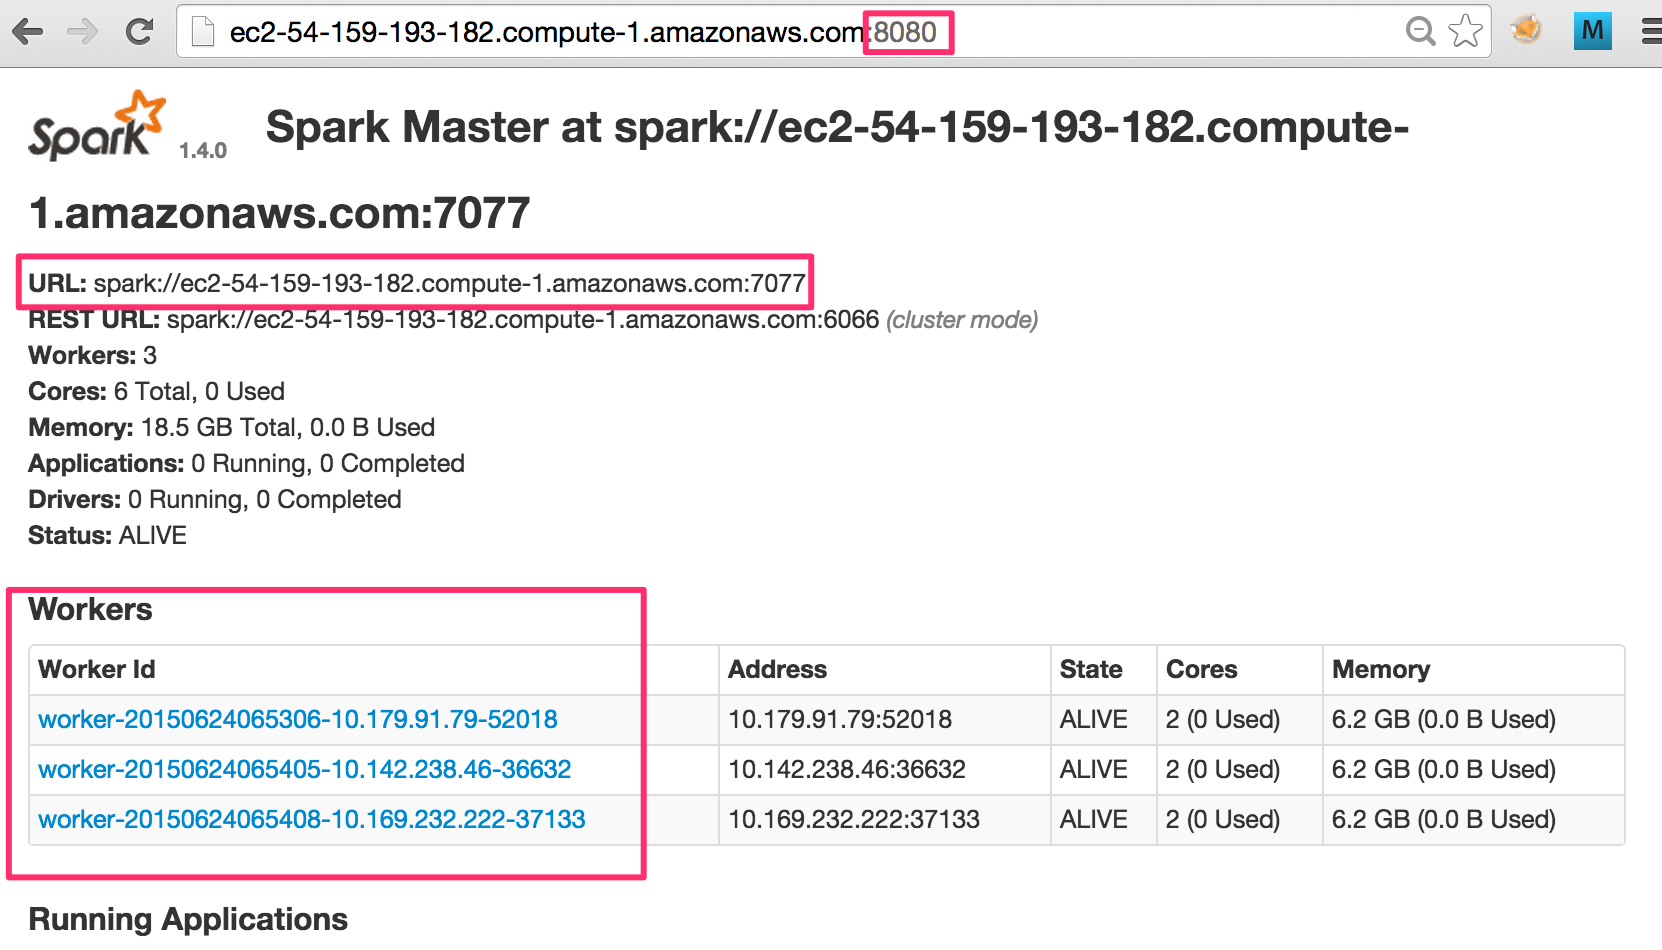 ec2-54-159-193-182.compute-1.amazonaws.com:8080
M
Spark 1.4.0 Spark Master at spark://ec2-54-159-193-182.compute-
1.amazonaws.com:7077
URL: spark://ec2-54-159-193-182.compute-1.amazonaws.com:7077
REST URL: spark://ec2-54-159-193-182.compute-1.amazonaws.com:6066 (cluster mode)
Workers: 3
Cores: 6 Total, 0 Used
Memory: 18.5 GB Total, 0.0 B Used
Applications: 0 Running, 0 Completed
Drivers: 0 Running, 0 Completed
Status: ALIVE
Workers
Worker Id Address State Cores Memory
worker-20150624065306-10.179.91.79-52018 10.179.91.79:52018 ALIVE 2 (0 Used) 6.2 GB (0.0 B Used)
worker-20150624065405-10.142.238.46-36632 10.142.238.46:36632 ALIVE 2 (0 Used) 6.2 GB (0.0 B Used)
worker-20150624065408-10.169.232.222-37133 10.169.232.222:37133 ALIVE 2 (0 Used) 6.2 GB (0.0 B Used)
Running Applications